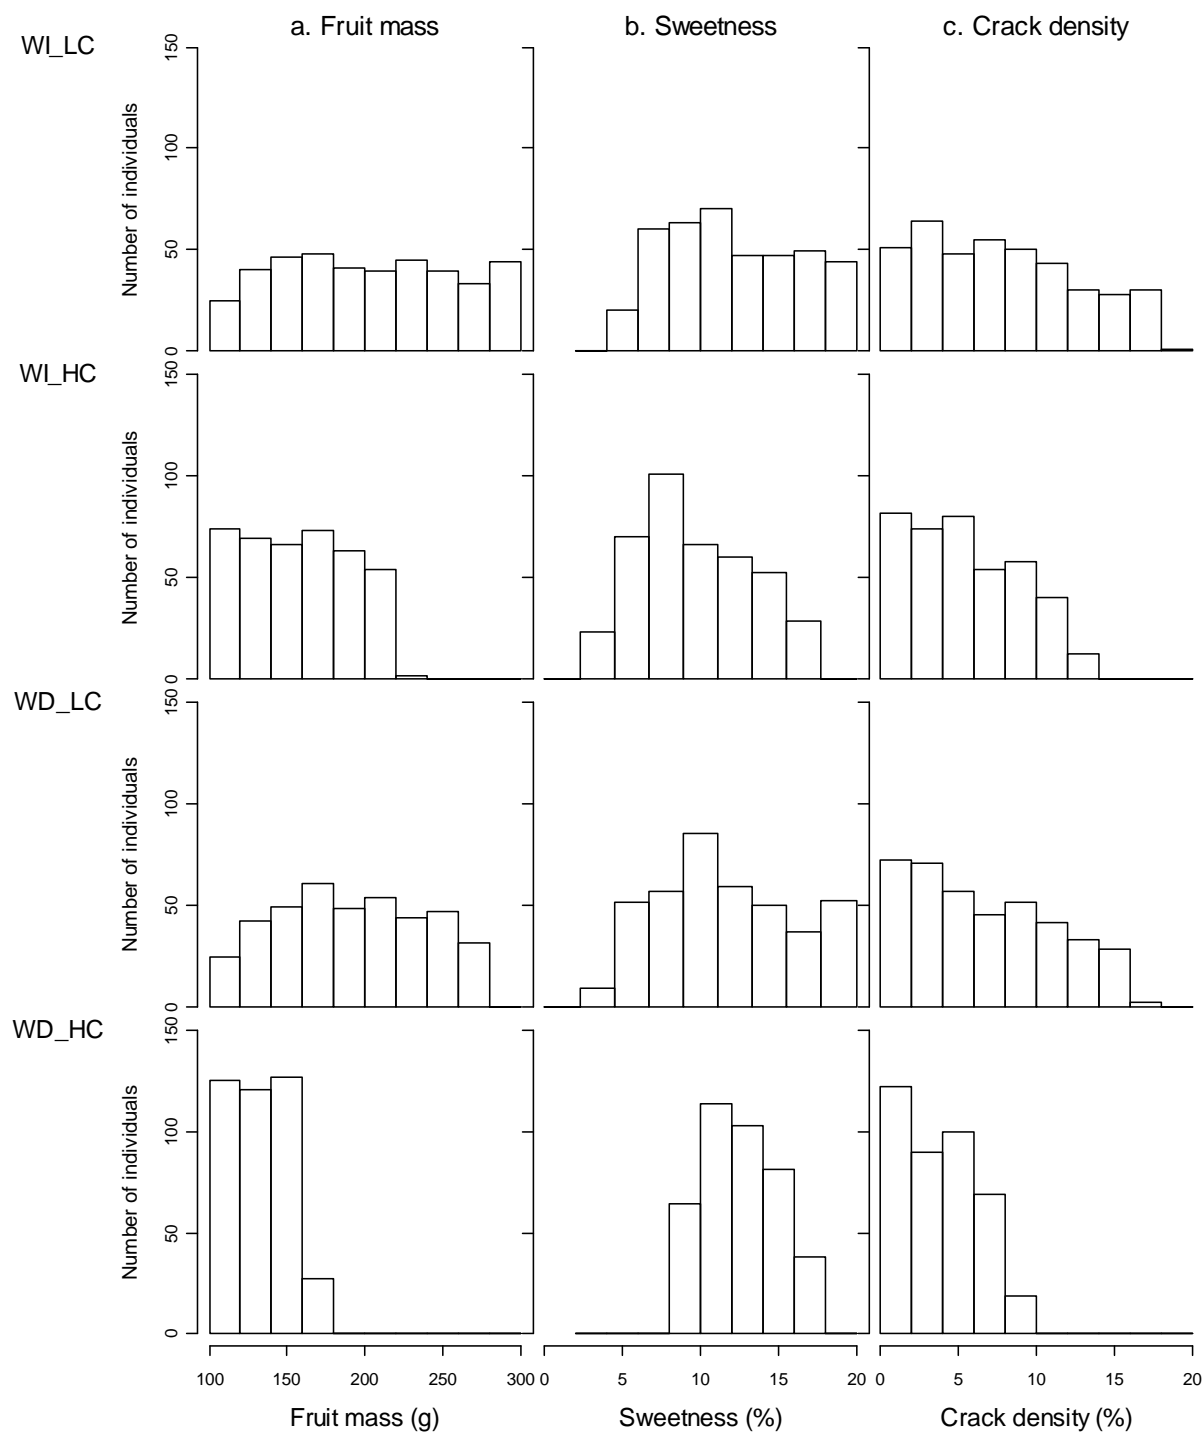 a. Fruit mass
b. Sweetness
c. Crack density
WI_LC
Number of individuals
0
50
100
150
WI_HC
Number of individuals
0
50
100
150
WD_LC
Number of individuals
0
50
100
150
WD_HC
Number of individuals
0
50
100
150
100 150 200 250 300
0 5 10 15 20
0 5 10 15 20
Fruit mass (g)
Sweetness (%)
Crack density (%)